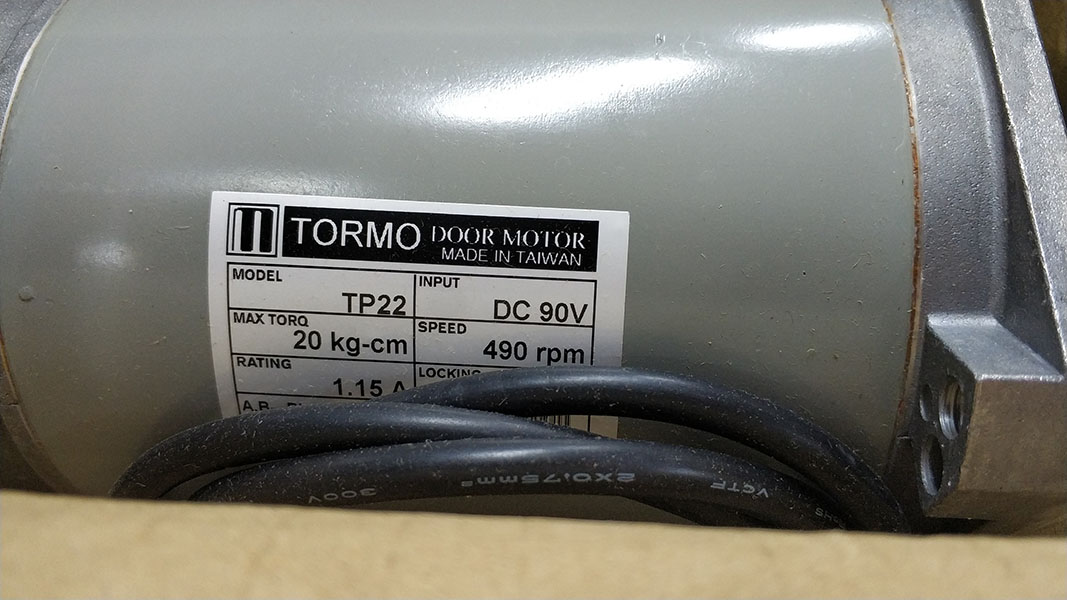 TORMO DOOR MOTOR
MADE IN TAIWAN
MODEL
TP22
INPUT
DC 90V
MAX TORQ
20 kg-cm
SPEED
490 rpm
RATING
1.15 A
LOCKING
A.B.
VCTF 2X0.75mm² 300V